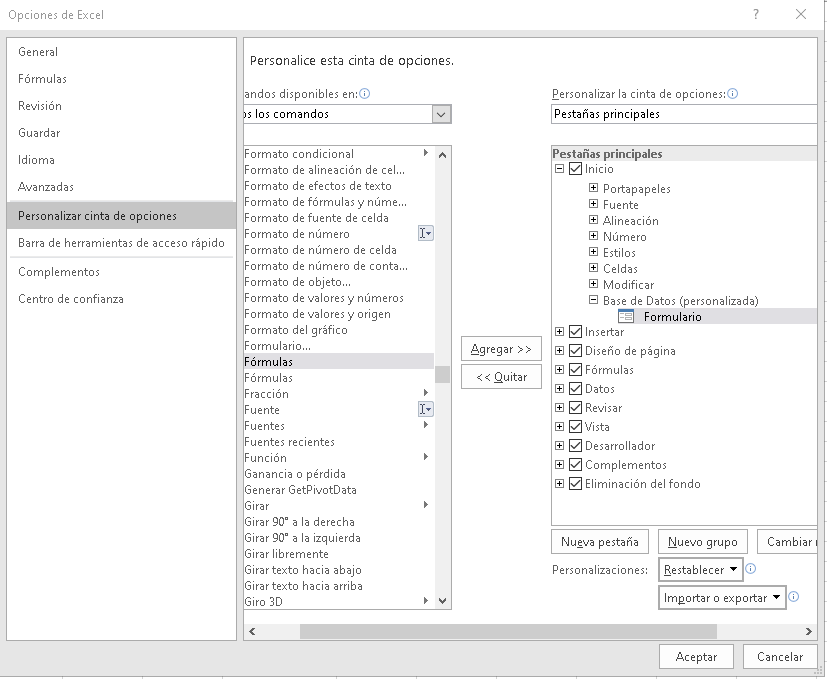 Opciones de Excel
?
General
Fórmulas
Revisión
Guardar
Idioma
Avanzadas
Personalizar cinta de opciones
Barra de herramientas de acceso rápido
Complementos
Centro de confianza
Personalice esta cinta de opciones.
andos disponibles en:
os los comandos
Formato condicional
Formato de alineación de cel...
Formato de efectos de texto
Formato de fórmulas y núme...
Formato de fuente de celda
Formato de número
Formato de número de celda
Formato de número de conta...
Formato de objeto...
Formato de valores y números
Formato de valores y origen
Formato del gráfico
Formulario...
Fórmulas
Fórmulas
Fracción
Fuente
Fuentes
Fuentes recientes
Función
Ganancia o pérdida
Generar GetPivotData
Girar
Girar 90° a la derecha
Girar 90° a la izquierda
Girar libremente
Girar texto hacia abajo
Girar texto hacia arriba
Giro 3D
Agregar >>
<< Quitar
Personalizar la cinta de opciones:
Pestañas principales
Pestañas principales
Inicio
Portapapeles
Fuente
Alineación
Número
Estilos
Celdas
Modificar
Base de Datos (personalizada)
Formulario
Insertar
Diseño de página
Fórmulas
Datos
Revisar
Vista
Desarrollador
Complementos
Eliminación del fondo
Nueva pestaña
Nuevo grupo
Cambiar
Personalizaciones:
Restablecer
Importar o exportar
Aceptar
Cancelar